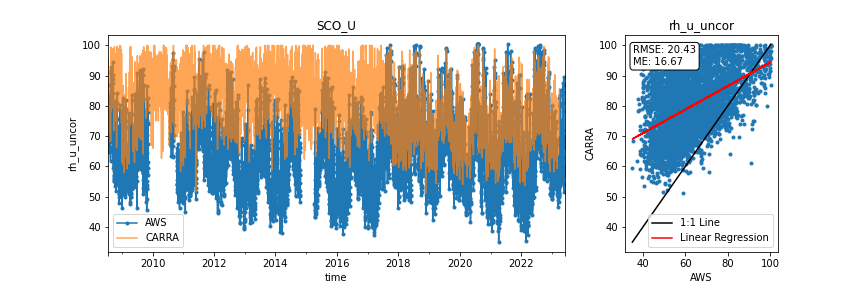 SCO_U
rh_u_uncor
100
90
80
70
60
50
40
rh_u_uncor
AWS
CARRA
2010
2012
2014
2016
2018
2020
2022
time
RMSE: 20.43
ME: 16.67
100
90
80
70
60
50
40
CARRA
1:1 Line
Linear Regression
40
60
80
100
AWS